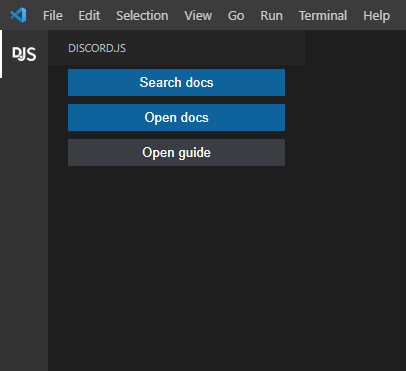 File Edit Selection View Go Run Terminal Help
DJS
DISCORD.JS
Search docs
Open docs
Open guide